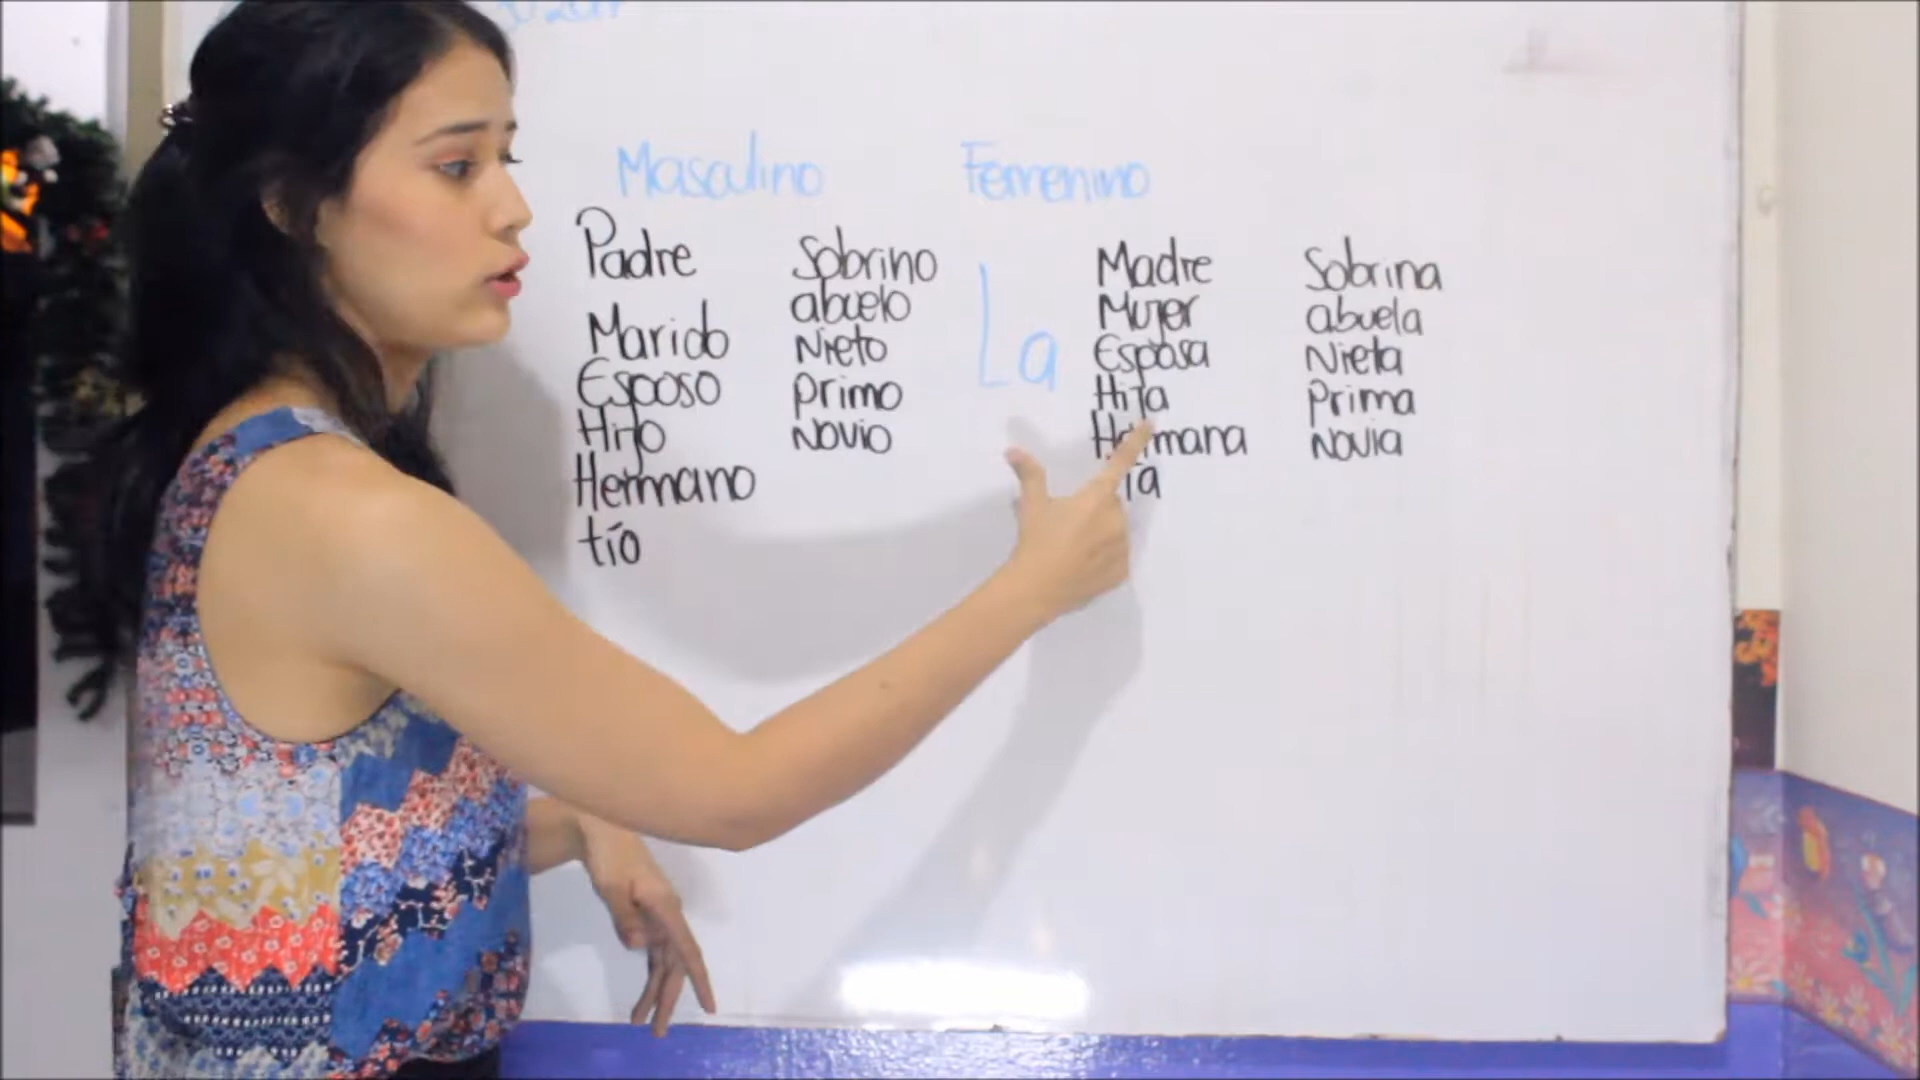 Masculino
Femenino
Padre
Marido
Esposo
Hijo
Hermano
tío
Sobrino
abuelo
Nieto
Primo
Novio
La
Madre
Mujer
Esposa
Hija
Hermana
Sobrina
abuela
Nieta
Prima
Novia